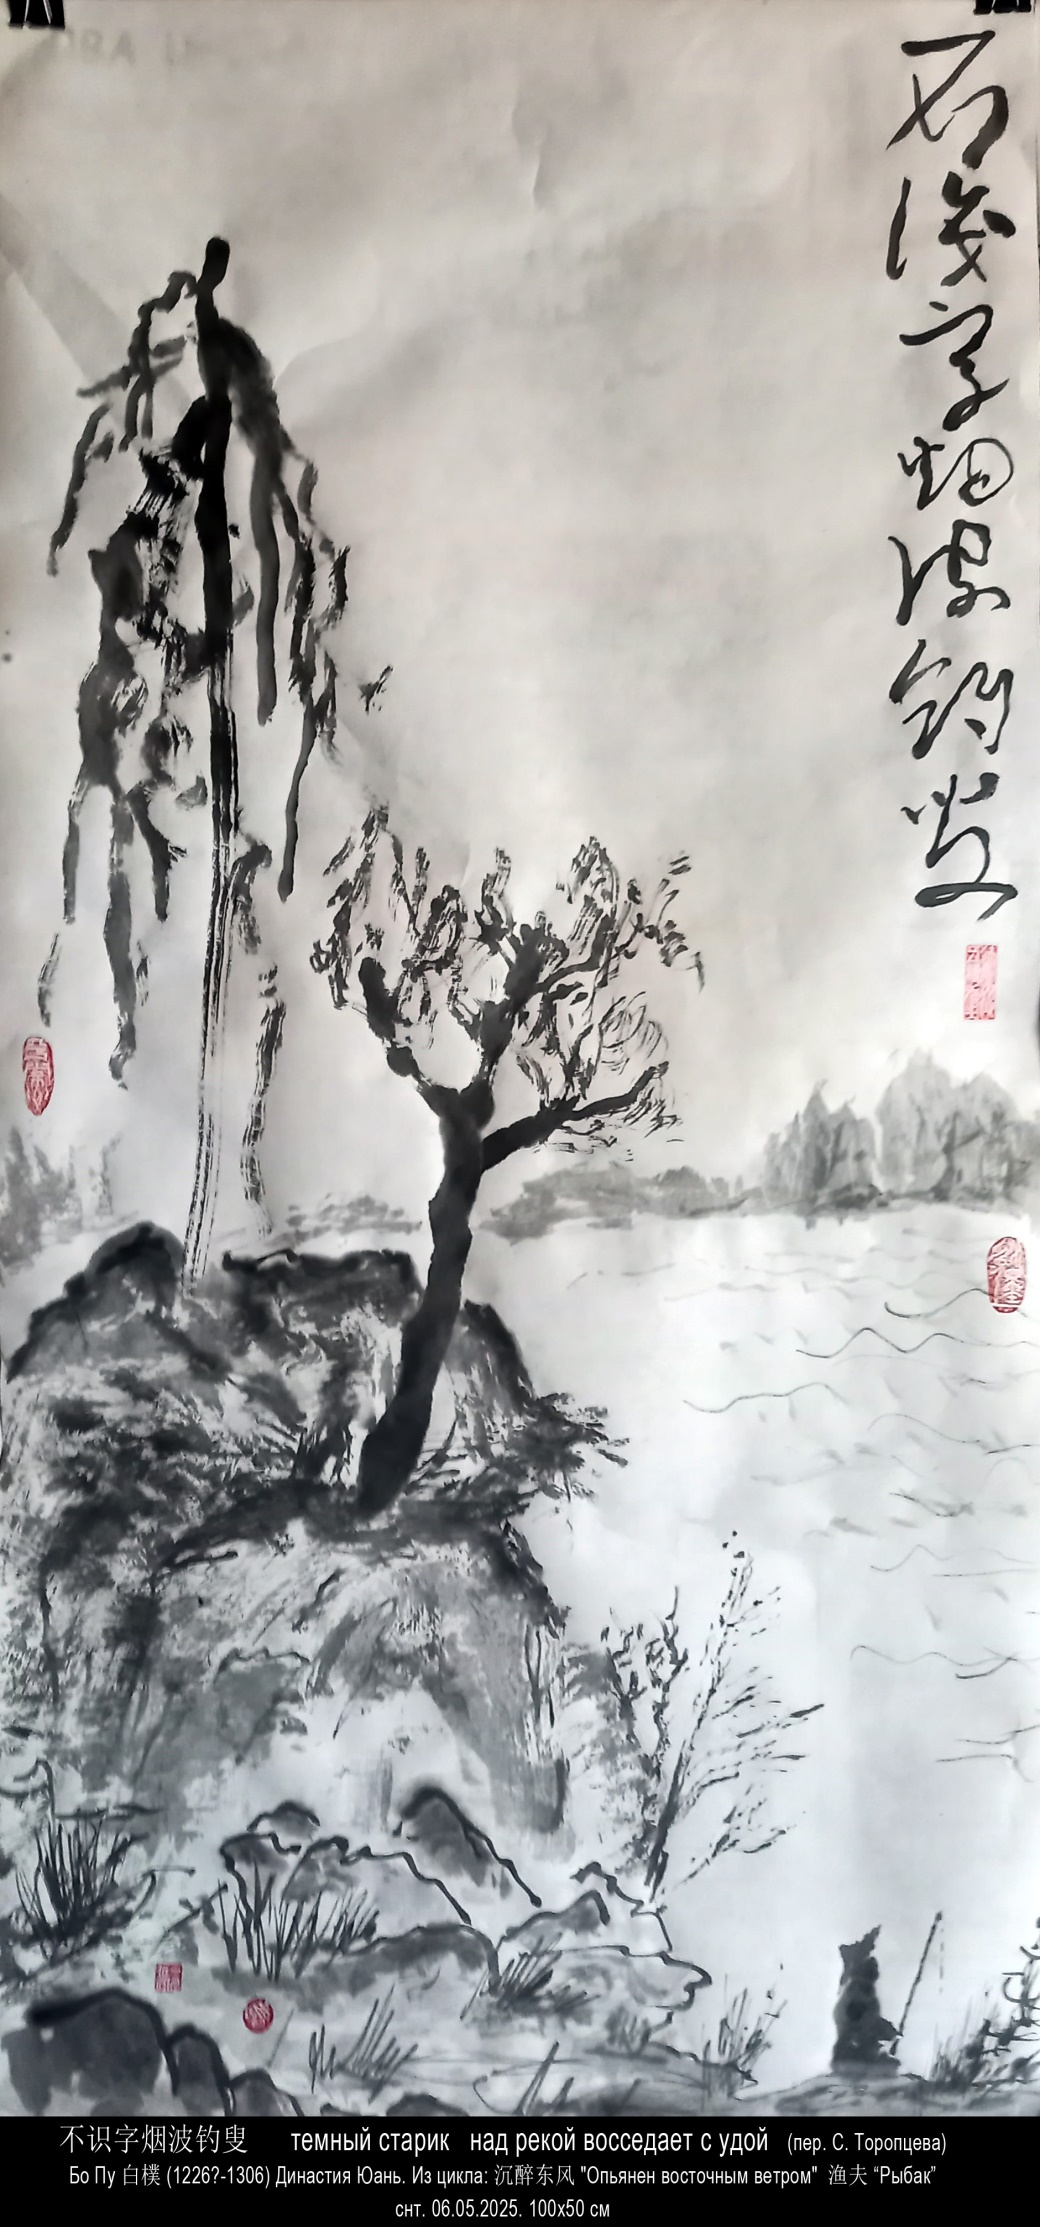 不识字烟波钓叟
不识字烟波钓叟 темный старик над рекой восседает с удой (пер. С. Торопцева)
Бо Пу 白樸 (1226?-1306) Династия Юань. Из цикла: 沉醉东风 "Опьянен восточным ветром" 渔夫 “Рыбак”
снт. 06.05.2025. 100x50 см